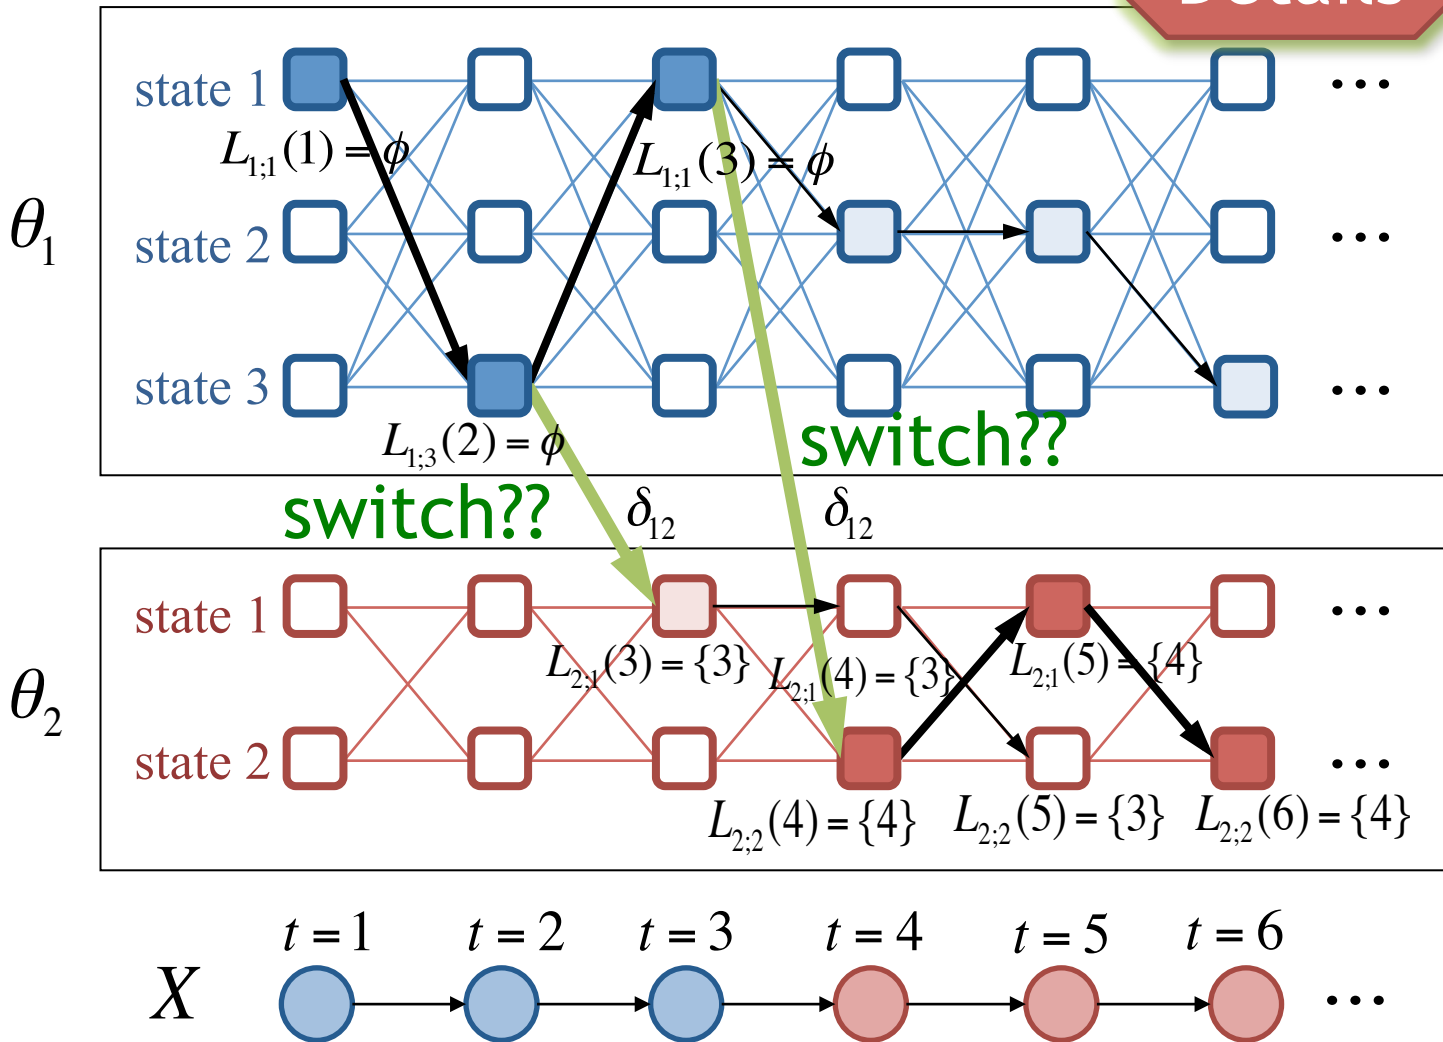 Details
state 1
L₁;₁(1) = ϕ
L₁;₁(3) = ϕ
θ₁
state 2
state 3
L₁;₃(2) = ϕ
switch??
switch??
δ₁₂
δ₁₂
state 1
L₂;₁(3) = {3}
L₂;₁(4) = {3}
L₂;₁(5) = {4}
θ₂
state 2
L₂;₂(4) = {4}
L₂;₂(5) = {3}
L₂;₂(6) = {4}
t = 1 t = 2 t = 3 t = 4 t = 5 t = 6
X